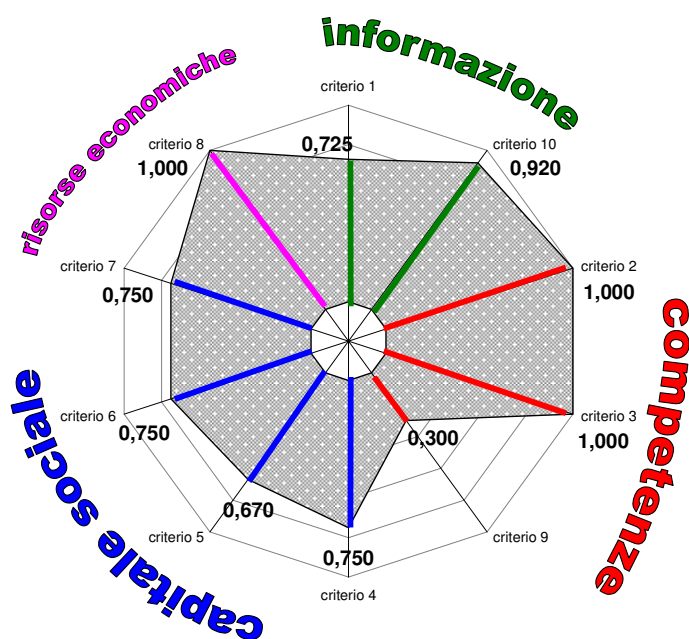 informazione
risorse economiche
criterio 1
0,725
criterio 8
1,000
criterio 10
0,920
criterio 7
0,750
criterio 2
1,000
competenze
criterio 6
0,750
criterio 3
1,000
0,300
capitale sociale
criterio 5
0,670
criterio 9
0,750
criterio 4